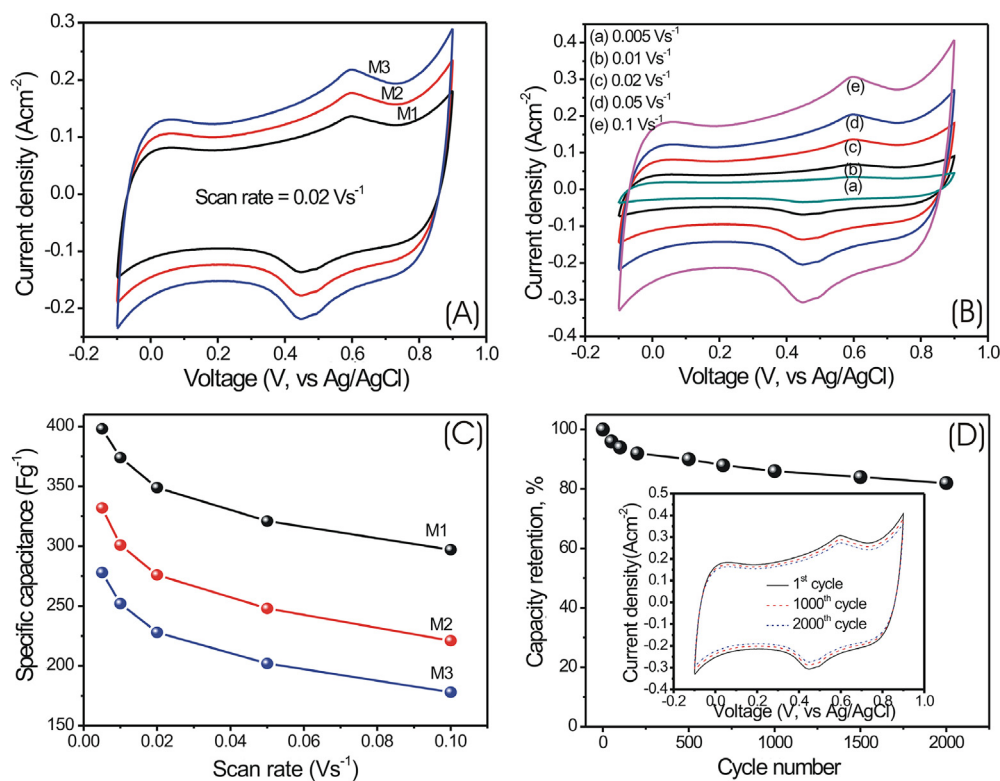 0.3
0.2
0.1
0.0
-0.1
-0.2
Current density (Acm⁻²)
M3
M2
M1
Scan rate = 0.02 Vs⁻¹
(A)
-0.2 0.0 0.2 0.4 0.6 0.8 1.0
Voltage (V, vs Ag/AgCl)
0.4
0.3
0.2
0.1
0.0
-0.1
-0.2
-0.3
-0.4
Current density (Acm⁻²)
(a) 0.005 Vs⁻¹
(b) 0.01 Vs⁻¹
(c) 0.02 Vs⁻¹
(d) 0.05 Vs⁻¹
(e) 0.1 Vs⁻¹
(e)
(d)
(c)
(b)
(a)
(B)
-0.2 0.0 0.2 0.4 0.6 0.8 1.0
Voltage (V, vs Ag/AgCl)
400
350
300
250
200
150
Specific capacitance (Fg⁻¹)
(C)
M1
M2
M3
0.00 0.02 0.04 0.06 0.08 0.10
Scan rate (Vs⁻¹)
100
80
60
40
20
0
Capacity retention, %
(D)
0.5
0.4
0.3
0.2
0.1
0.0
-0.1
-0.2
-0.3
-0.4
Current density(Acm⁻²)
1ˢᵗ cycle
1000ᵗʰ cycle
2000ᵗʰ cycle
-0.2 0.0 0.2 0.4 0.6 0.8 1.0
Voltage (V, vs Ag/AgCl)
0 500 1000 1500 2000
Cycle number